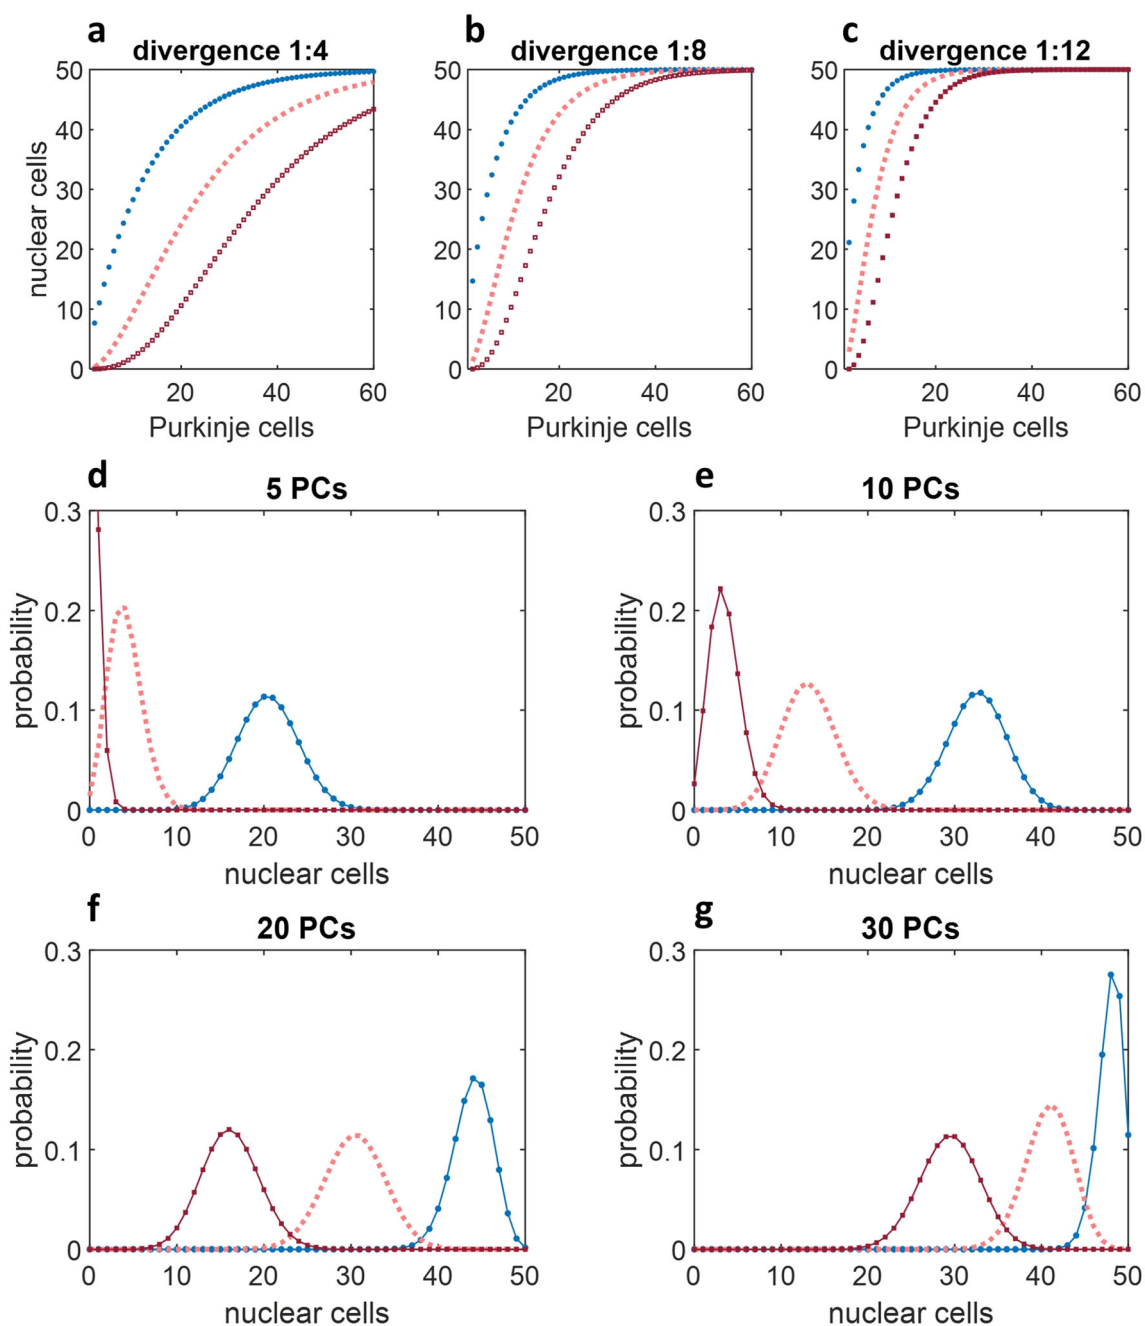 a
b
c
divergence 1:4
divergence 1:8
divergence 1:12
50
40
30
20
10
0
nuclear cells
20 40 60
Purkinje cells
50
40
30
20
10
0
20 40 60
Purkinje cells
50
40
30
20
10
0
20 40 60
Purkinje cells
d
5 PCs
0.3
0.2
0.1
0
probability
0 10 20 30 40 50
nuclear cells
e
10 PCs
0.3
0.2
0.1
0
probability
0 10 20 30 40 50
nuclear cells
f
20 PCs
0.3
0.2
0.1
0
probability
0 10 20 30 40 50
nuclear cells
g
30 PCs
0.3
0.2
0.1
0
probability
0 10 20 30 40 50
nuclear cells